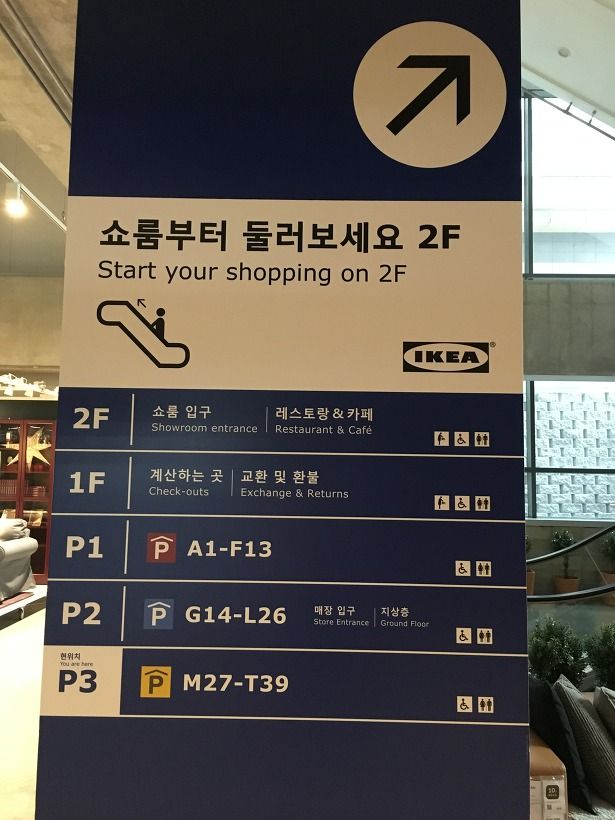 쇼룸부터 둘러보세요 2F
Start your shopping on 2F
IKEA®
2F 쇼룸 입구 레스토랑&카페
Showroom entrance Restaurant & Café
1F 계산하는 곳 교환 및 환불
Check-outs Exchange & Returns
P1 P A1-F13
P2 P G14-L26 매장 입구 지상층
Store Entrance Ground Floor
현위치
You are here
P3 P M27-T39